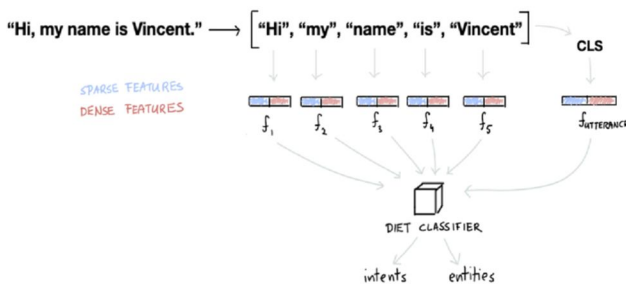 “Hi, my name is Vincent.” [“Hi”, “my”, “name”, “is”, “Vincent”]
CLS
SPARSE FEATURES
DENSE FEATURES
f1 f2 f3 f4 f5 fUTTERANCE
DIET CLASSIFIER
intents entities